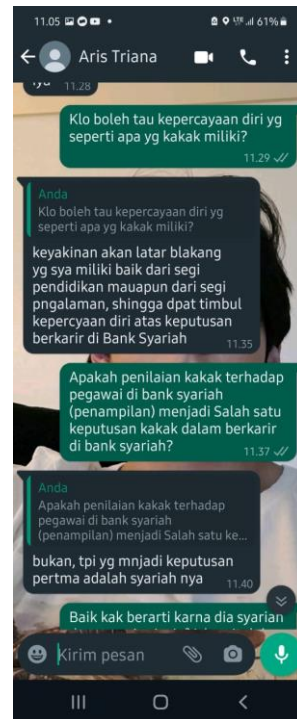 11.05
61%
Aris Triana
iya 11.28
Klo boleh tau kepercayaan diri yg
seperti apa yg kakak miliki?
11.29
Anda
Klo boleh tau kepercayaan diri yg
seperti apa yg kakak miliki?
keyakinan akan latar blakang
yg sya miliki baik dari segi
pendidikan mauapun dari segi
pngalaman, shingga dpat timbul
kepercyaan diri atas keputusan
berkarir di Bank Syariah
11.35
Apakah penilaian kakak terhadap
pegawai di bank syariah
(penampilan) menjadi Salah satu
keputusan kakak dalam berkarir
di bank syariah?
11.37
Anda
Apakah penilaian kakak terhadap
pegawai di bank syariah
(penampilan) menjadi Salah satu ke...
bukan, tpi yg mnjadi keputusan
pertma adalah syariah nya
11.40
Baik kak berarti karna dia syariah
Kirim pesan